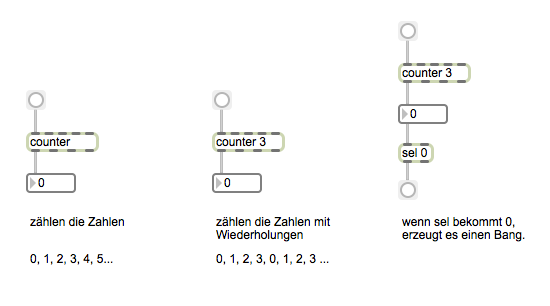 counter
0
zählen die Zahlen
0, 1, 2, 3, 4, 5...
counter 3
0
zählen die Zahlen mit
Wiederholungen
0, 1, 2, 3, 0, 1, 2, 3 ...
counter 3
0
sel 0
wenn sel bekommt 0,
erzeugt es einen Bang.